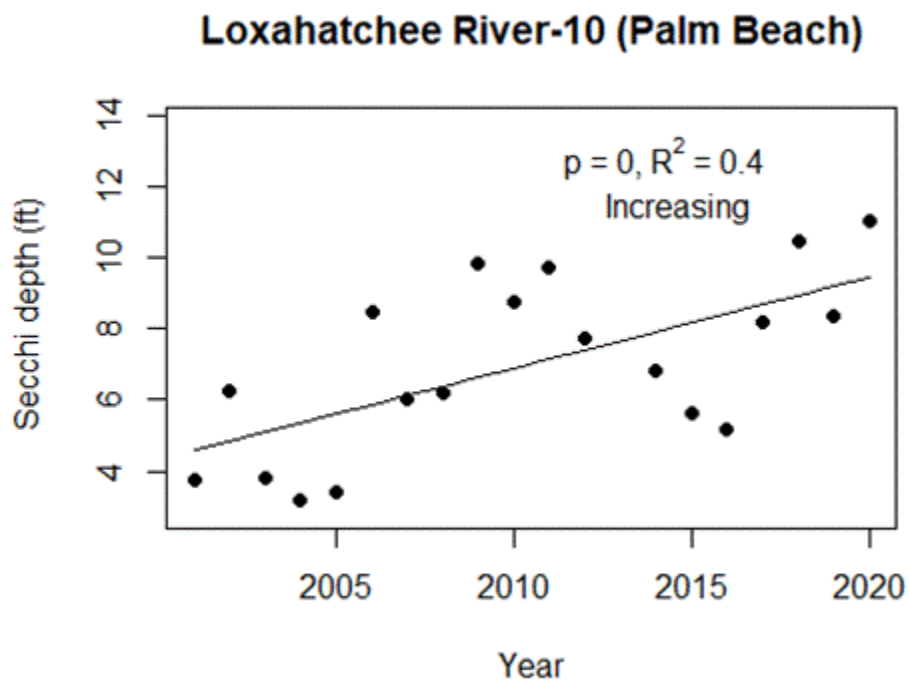 Loxahatchee River-10 (Palm Beach)
14
12
10
8
6
4
Secchi depth (ft)
p = 0, R² = 0.4
Increasing
2005 2010 2015 2020
Year